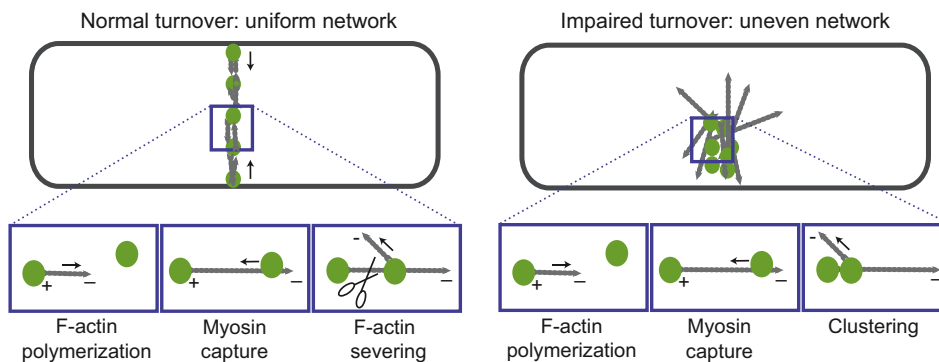 Normal turnover: uniform network
Impaired turnover: uneven network
+
−
+
−
-
+
−
+
−
+
−
-
−
F-actin
polymerization
Myosin
capture
F-actin
severing
F-actin
polymerization
Myosin
capture
Clustering